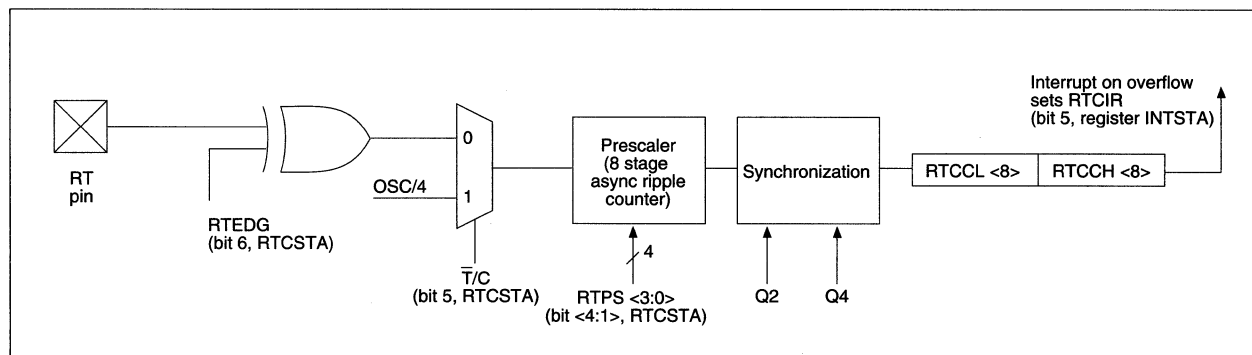 RT
pin
RTEDG
(bit 6, RTCSTA)
OSC/4
0
1
T̅/C
(bit 5, RTCSTA)
Prescaler
(8 stage
async ripple
counter)
4
RTPS <3:0>
(bit <4:1>, RTCSTA)
Synchronization
Q2
Q4
RTCCL <8>
RTCCH <8>
Interrupt on overflow
sets RTCIR
(bit 5, register INTSTA)